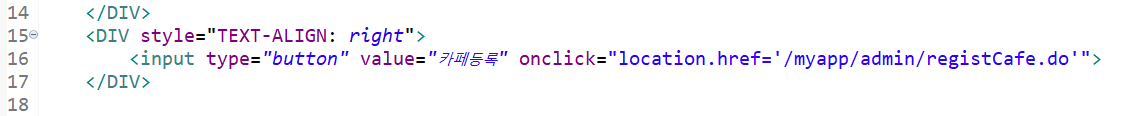 14 </DIV>
15 <DIV style="TEXT-ALIGN: right">
16 <input type="button" value="카페등록" onclick="location.href='/myapp/admin/registCafe.do'">
17 </DIV>
18